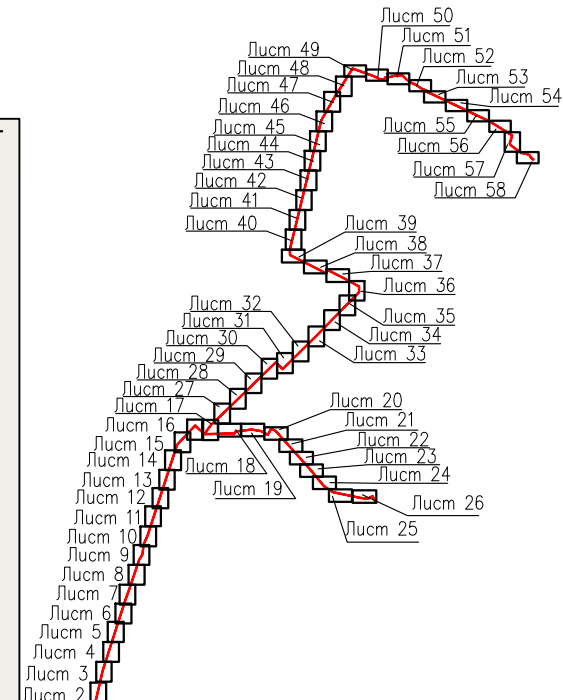 Лист 50
Лист 51
Лист 49
Лист 52
Лист 48
Лист 53
Лист 47
Лист 54
Лист 46
Лист 55
Лист 45
Лист 56
Лист 44
Лист 43
Лист 57
Лист 42
Лист 58
Лист 41
Лист 40
Лист 39
Лист 38
Лист 37
Лист 36
Лист 32
Лист 35
Лист 31
Лист 34
Лист 30
Лист 33
Лист 29
Лист 28
Лист 27
Лист 20
Лист 17
Лист 21
Лист 16
Лист 22
Лист 15
Лист 23
Лист 14
Лист 18
Лист 24
Лист 13
Лист 19
Лист 12
Лист 26
Лист 11
Лист 25
Лист 10
Лист 9
Лист 8
Лист 7
Лист 6
Лист 5
Лист 4
Лист 3
Лист 2